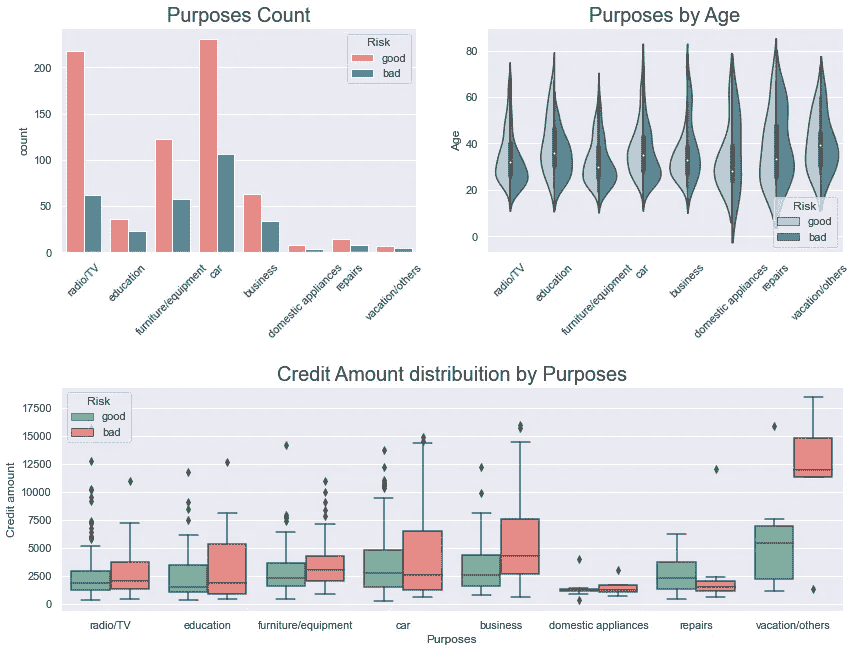 Purposes Count
Risk
good
bad
200
150
100
50
0
count
radio/TV
education
furniture/equipment
car
business
domestic appliances
repairs
vacation/others
Purposes by Age
80
60
40
20
0
Age
Risk
good
bad
radio/TV
education
furniture/equipment
car
business
domestic appliances
repairs
vacation/others
Credit Amount distribuition by Purposes
Risk
good
bad
17500
15000
12500
10000
7500
5000
2500
0
Credit amount
radio/TV
education
furniture/equipment
car
business
domestic appliances
repairs
vacation/others
Purposes